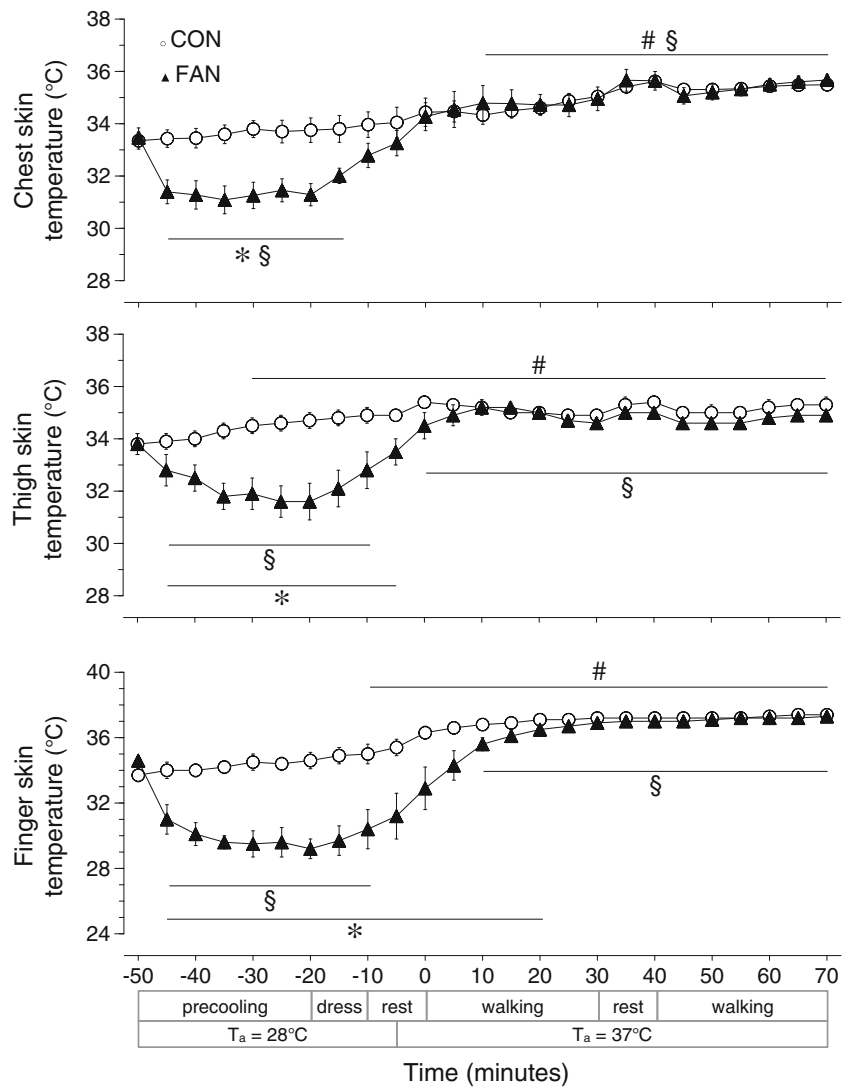 38
○ CON
▲ FAN
# §
36
34
32
30
28
* §
Chest skin
temperature (°C)
38
#
36
34
32
30
28
§
§
*
Thigh skin
temperature (°C)
40
#
36
32
28
24
§
§
*
Finger skin
temperature (°C)
-50 -40 -30 -20 -10 0 10 20 30 40 50 60 70
precooling dress rest walking rest walking
Ta = 28°C Ta = 37°C
Time (minutes)